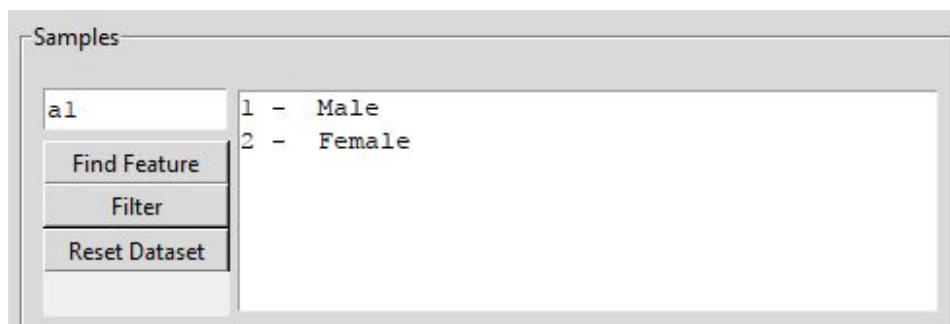 Samples
al
Find Feature
Filter
Reset Dataset
1 -  Male
2 -  Female